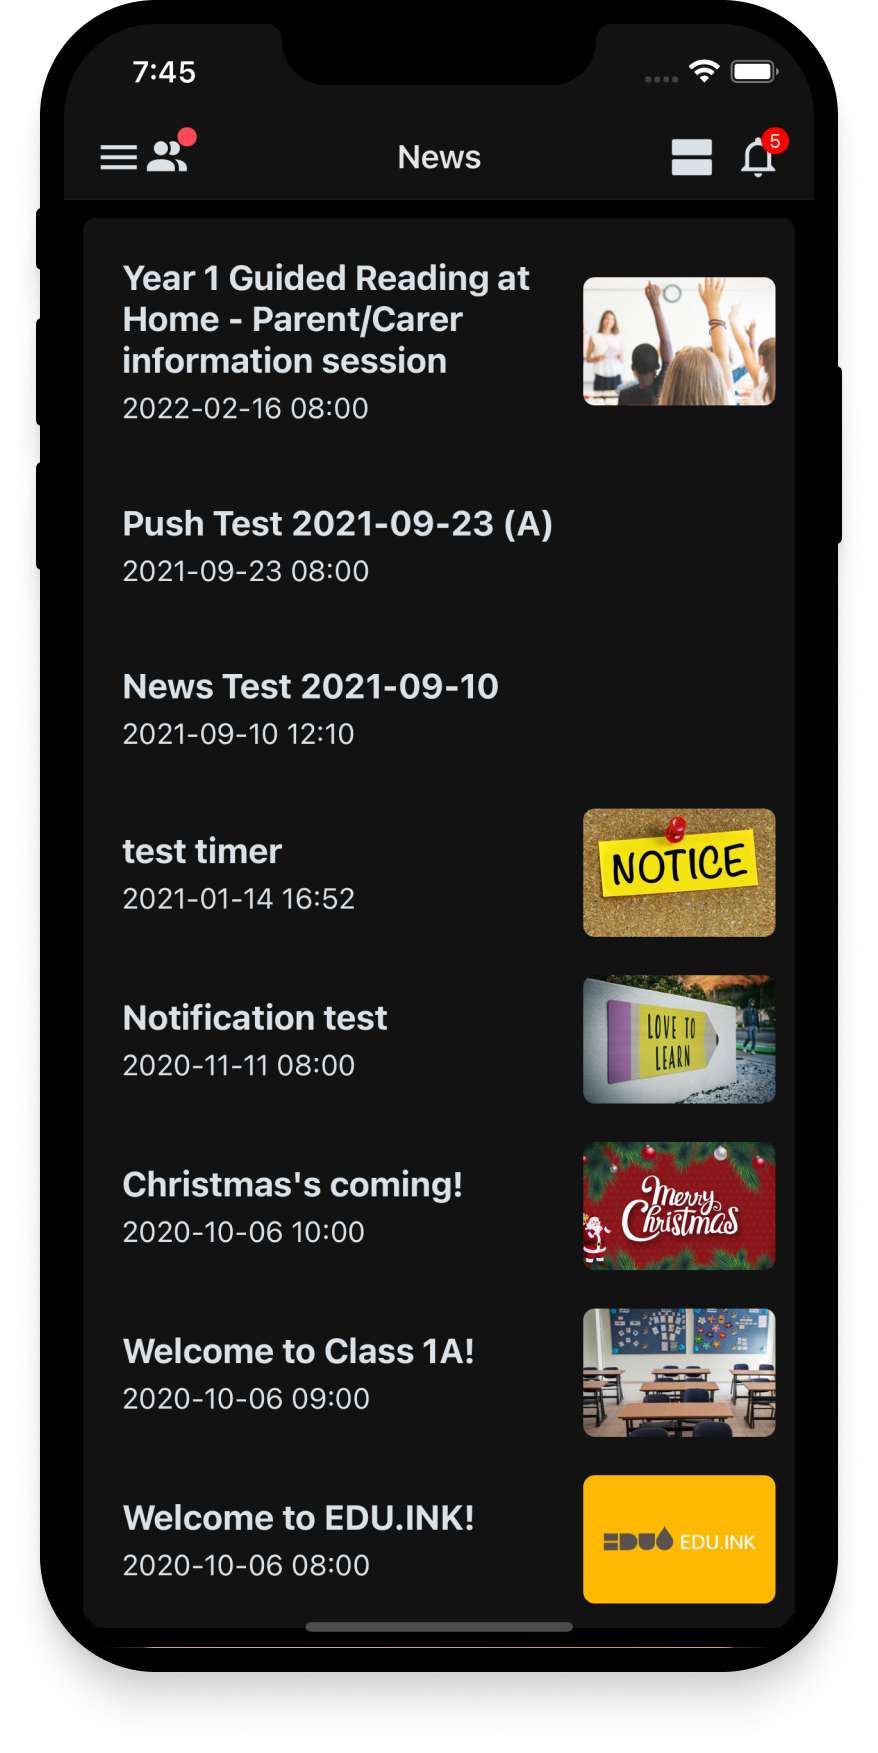 7:45
News
5
Year 1 Guided Reading at
Home - Parent/Carer
information session
2022-02-16 08:00
Push Test 2021-09-23 (A)
2021-09-23 08:00
News Test 2021-09-10
2021-09-10 12:10
test timer
2021-01-14 16:52
NOTICE
Notification test
2020-11-11 08:00
LOVE TO
LEARN
Christmas's coming!
2020-10-06 10:00
Merry
Christmas
Welcome to Class 1A!
2020-10-06 09:00
Welcome to EDU.INK!
2020-10-06 08:00
EDU EDU.INK